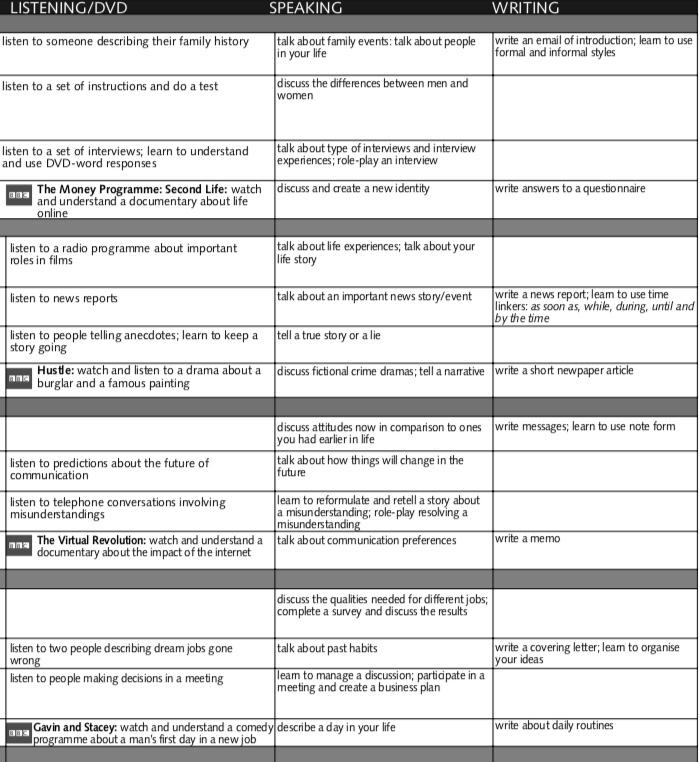 LISTENING/DVD SPEAKING WRITING
listen to someone describing their family history
talk about family events: talk about people
in your life
write an email of introduction; learn to use
formal and informal styles
listen to a set of instructions and do a test
discuss the differences between men and
women
listen to a set of interviews; learn to understand
and use DVD-word responses
talk about type of interviews and interview
experiences; role-play an interview
BBC
The Money Programme: Second Life: watch
and understand a documentary about life
online
discuss and create a new identity
write answers to a questionnaire
listen to a radio programme about important
roles in films
talk about life experiences; talk about your
life story
listen to news reports
talk about an important news story/event
write a news report; learn to use time
linkers: as soon as, while, during, until and
by the time
listen to people telling anecdotes; learn to keep a
story going
tell a true story or a lie
BBC
Hustle: watch and listen to a drama about a
burglar and a famous painting
discuss fictional crime dramas; tell a narrative
write a short newpaper article
discuss attitudes now in comparison to ones
you had earlier in life
write messages; learn to use note form
listen to predictions about the future of
communication
talk about how things will change in the
future
listen to telephone conversations involving
misunderstandings
learn to reformulate and retell a story about
a misunderstanding; role-play resolving a
misunderstanding
BBC
The Virtual Revolution: watch and understand a
documentary about the impact of the internet
talk about communication preferences
write a memo
discuss the qualities needed for different jobs;
complete a survey and discuss the results
listen to two people describing dream jobs gone
wrong
talk about past habits
write a covering letter; learn to organise
your ideas
listen to people making decisions in a meeting
learn to manage a discussion; participate in a
meeting and create a business plan
BBC
Gavin and Stacey: watch and understand a comedy
programme about a man's first day in a new job
describe a day in your life
write about daily routines